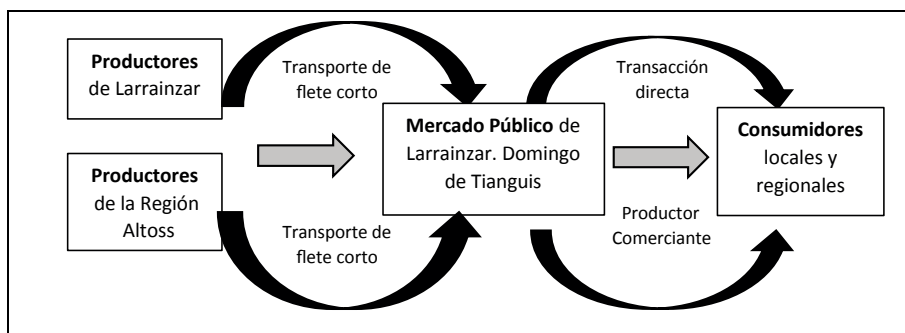 Productores
de Larrainzar
Transporte de
flete corto
Transacción
directa
Mercado Público de
Larrainzar. Domingo
de Tianguis
Consumidores
locales y
regionales
Productores
de la Región
Altoss
Transporte de
flete corto
Productor
Comerciante